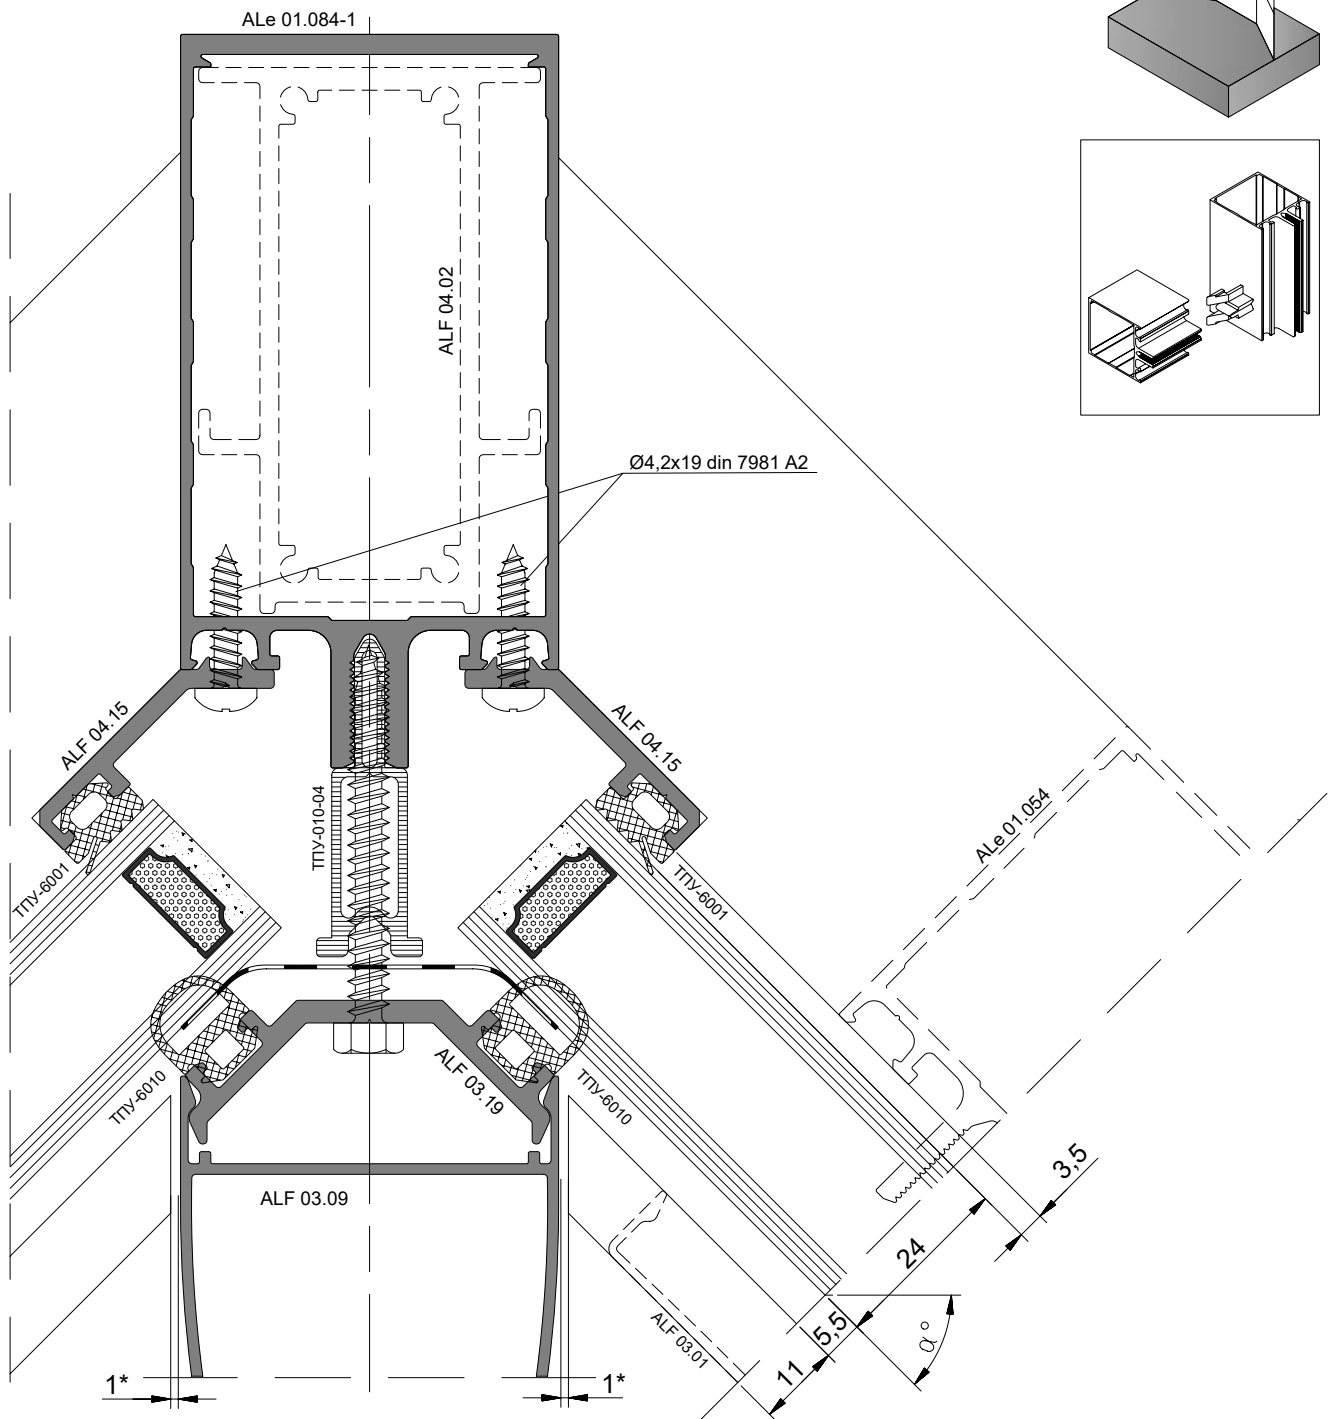 ALe 01.084-1
ALF 04.02
Ø4,2x19 din 7981 A2
ALF 04.15
ALF 04.15
ТПУ-010-04
ALe 01.054
ТПУ-6001
ТПУ-6001
ALF 03.19
ТПУ-6010
ТПУ-6010
ALF 03.09
ALF 03.01
3,5
24
5,5
11
α°
1*
1*